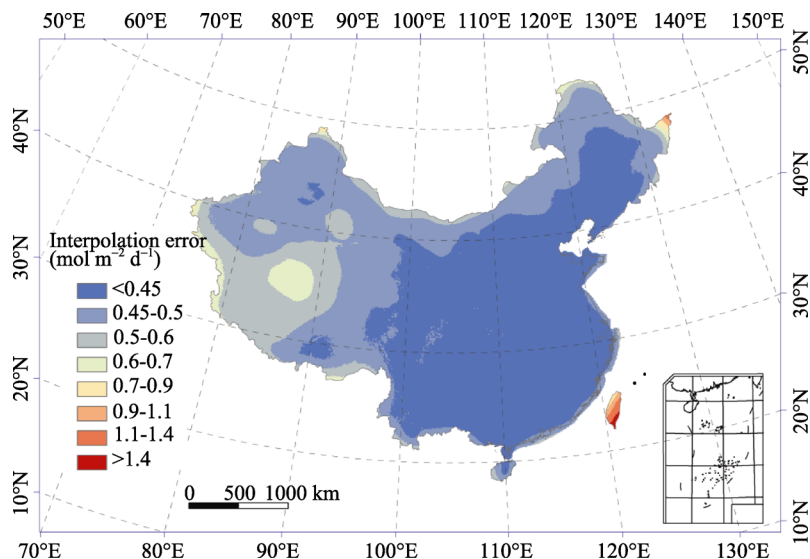 50°E 60°E 70°E 80°E 90°E 100°E 110°E 120°E 130°E 140°E 150°E
50°N
40°N
40°N
30°N
30°N
20°N
20°N
10°N
10°N
Interpolation error
(mol m⁻² d⁻¹)
<0.45
0.45-0.5
0.5-0.6
0.6-0.7
0.7-0.9
0.9-1.1
1.1-1.4
>1.4
0 500 1000 km
70°E 80°E 90°E 100°E 110°E 120°E 130°E